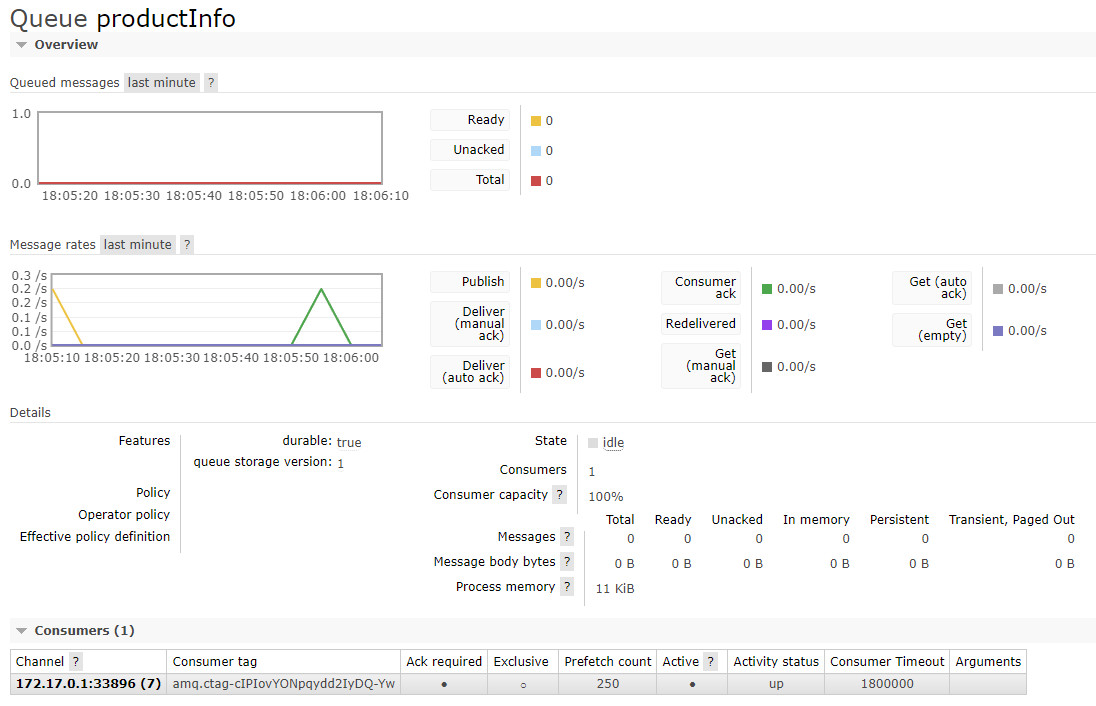 Queue productInfo
Overview
Queued messages last minute ?
1.0
0.0
18:05:20 18:05:30 18:05:40 18:05:50 18:06:00 18:06:10
Ready 0
Unacked 0
Total 0
Message rates last minute ?
0.3 /s
0.2 /s
0.2 /s
0.1 /s
0.1 /s
0.0 /s
18:05:10 18:05:20 18:05:30 18:05:40 18:05:50 18:06:00
Publish 0.00/s
Deliver
(manual 0.00/s
ack)
Deliver
(auto ack) 0.00/s
Consumer
ack 0.00/s
Redelivered 0.00/s
Get
(manual 0.00/s
ack)
Get (auto
ack) 0.00/s
Get
(empty) 0.00/s
Details
Features durable: true
queue storage version: 1
Policy
Operator policy
Effective policy definition
State idle
Consumers 1
Consumer capacity ? 100%
Total Ready Unacked In memory Persistent Transient, Paged Out
Messages ? 0 0 0 0 0 0
Message body bytes ? 0 B 0 B 0 B 0 B 0 B 0 B
Process memory ? 11 KiB
Consumers (1)
Channel ? Consumer tag Ack required Exclusive Prefetch count Active ? Activity status Consumer Timeout Arguments
172.17.0.1:33896 (7) amq.ctag-cIPIovYONpqydd2IyDQ-Yw ● ○ 250 ● up 1800000